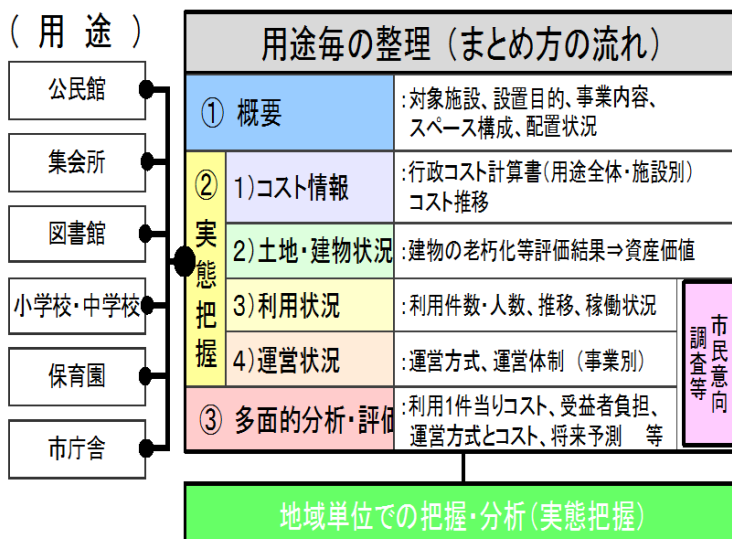 (用途)
公民館
集会所
図書館
小学校・中学校
保育園
市庁舎
用途毎の整理(まとめ方の流れ)
① 概要
:対象施設、設置目的、事業内容、
スペース構成、配置状況
②実態把握
1)コスト情報
:行政コスト計算書(用途全体・施設別)
コスト推移
2)土地・建物状況
:建物の老朽化等評価結果⇒資産価値
3)利用状況
:利用件数・人数、推移、稼働状況
4)運営状況
:運営方式、運営体制(事業別)
市民意向
調査等
③ 多面的分析・評価
:利用1件当りコスト、受益者負担、
運営方式とコスト、将来予測 等
地域単位での把握・分析(実態把握)